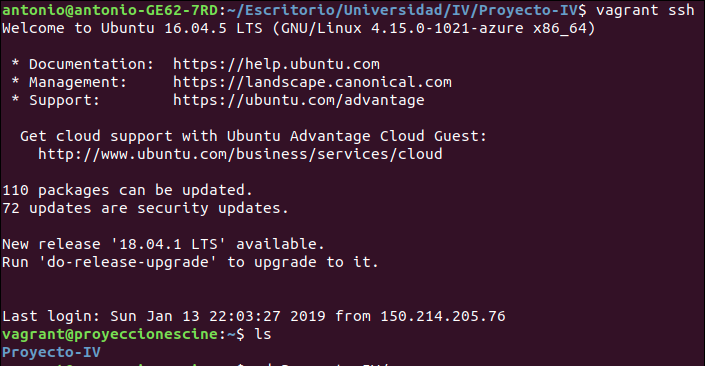 antonio@antonio-GE62-7RD:~/Escritorio/Universidad/IV/Proyecto-IV$ vagrant ssh
Welcome to Ubuntu 16.04.5 LTS (GNU/Linux 4.15.0-1021-azure x86_64)
* Documentation:  https://help.ubuntu.com
* Management:     https://landscape.canonical.com
* Support:        https://ubuntu.com/advantage
Get cloud support with Ubuntu Advantage Cloud Guest:
http://www.ubuntu.com/business/services/cloud
110 packages can be updated.
72 updates are security updates.
New release '18.04.1 LTS' available.
Run 'do-release-upgrade' to upgrade to it.
Last login: Sun Jan 13 22:03:27 2019 from 150.214.205.76
vagrant@proyeccionescine:~$ ls
Proyecto-IV